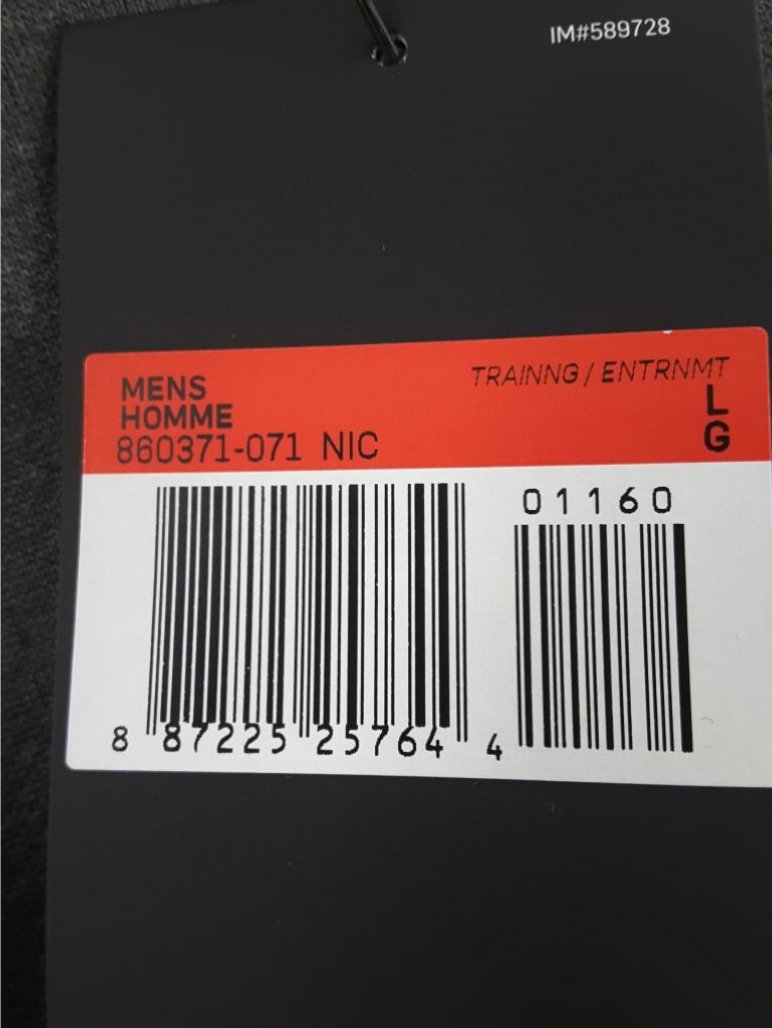 IM#589728
TRAINNG / ENTRNMT
MENS
HOMME
L
860371-071 NIC
G
01160
8 87225 25764 4